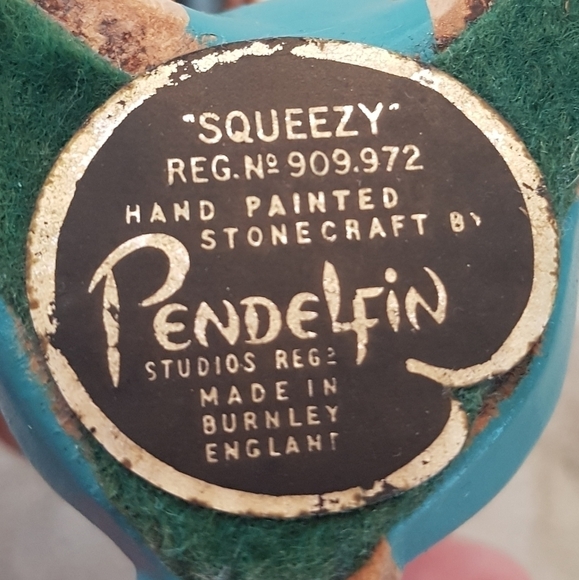 "SQUEEZY"
REG. Nº 909.972
HAND PAINTED
STONECRAFT BY
PENDELFIN
STUDIOS REGD
MADE IN
BURNLEY
ENGLAND